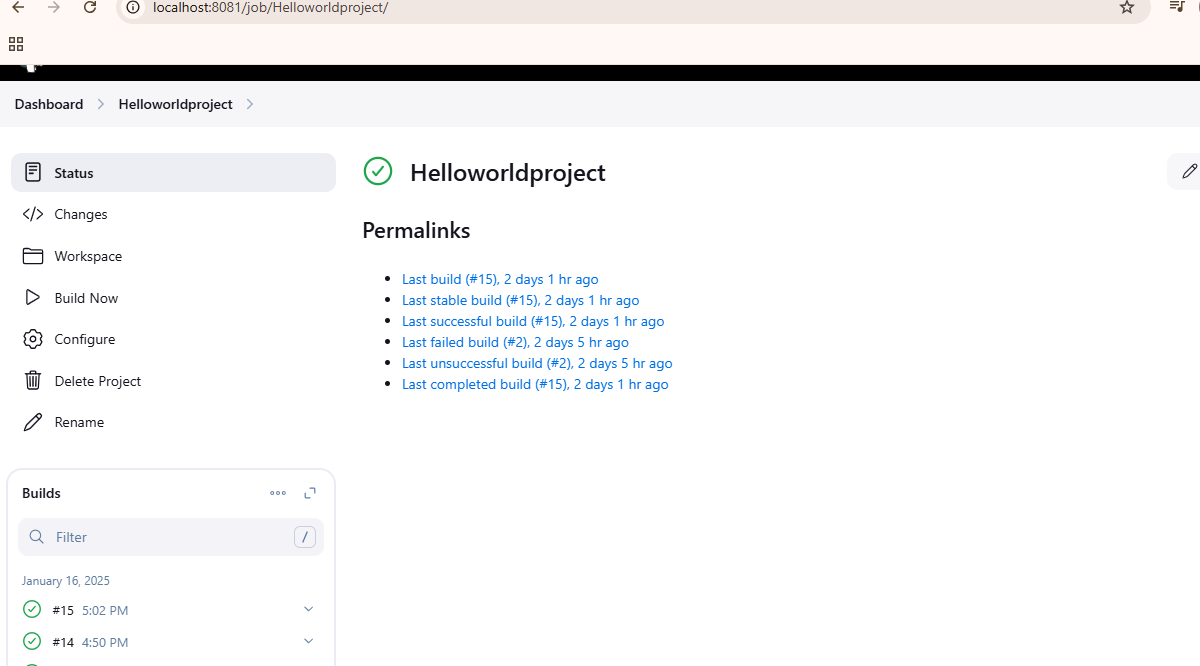 localhost:8081/job/Helloworldproject/
Dashboard
Helloworldproject
Status
Changes
Workspace
Build Now
Configure
Delete Project
Rename
Helloworldproject
Permalinks
Last build (#15), 2 days 1 hr ago
Last stable build (#15), 2 days 1 hr ago
Last successful build (#15), 2 days 1 hr ago
Last failed build (#2), 2 days 5 hr ago
Last unsuccessful build (#2), 2 days 5 hr ago
Last completed build (#15), 2 days 1 hr ago
Builds
Filter /
January 16, 2025
#15 5:02 PM
#14 4:50 PM